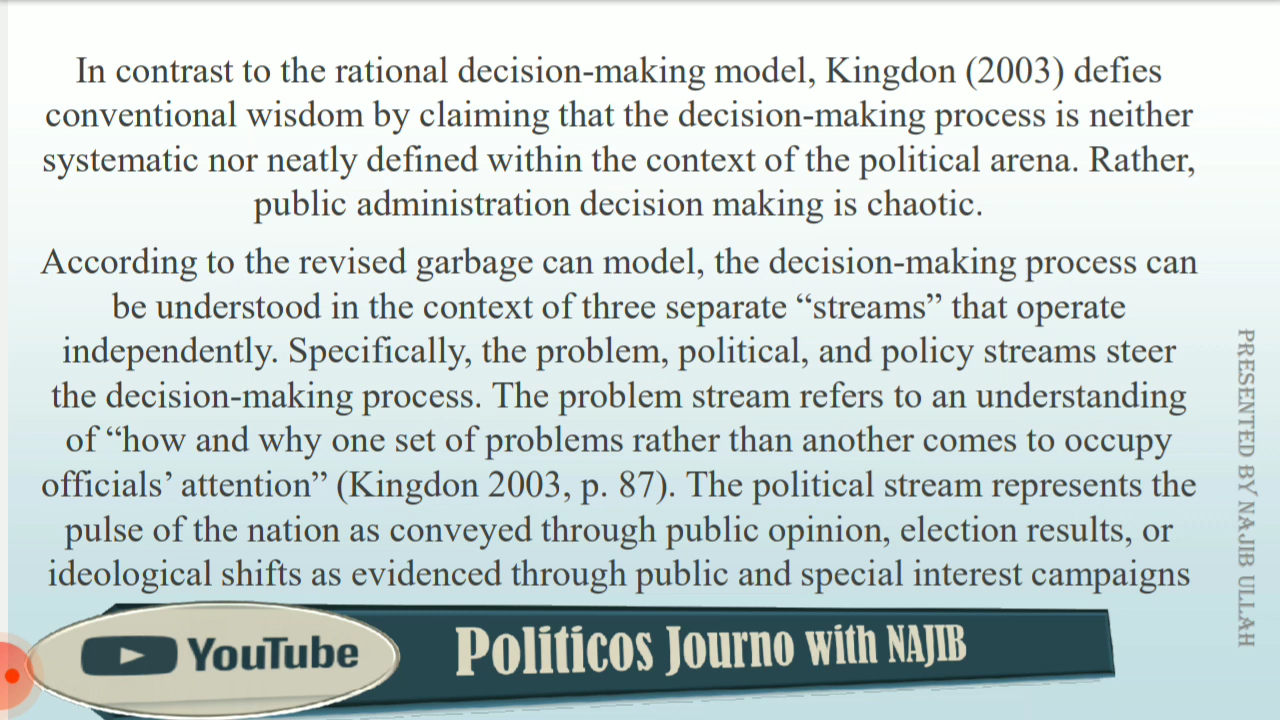 In contrast to the rational decision-making model, Kingdon (2003) defies
conventional wisdom by claiming that the decision-making process is neither
systematic nor neatly defined within the context of the political arena. Rather,
public administration decision making is chaotic.
According to the revised garbage can model, the decision-making process can
be understood in the context of three separate “streams” that operate
independently. Specifically, the problem, political, and policy streams steer
the decision-making process. The problem stream refers to an understanding
of “how and why one set of problems rather than another comes to occupy
officials’ attention” (Kingdon 2003, p. 87). The political stream represents the
pulse of the nation as conveyed through public opinion, election results, or
ideological shifts as evidenced through public and special interest campaigns
PRESENTED BY NAJIB ULLAH
YouTube
Politicos Journo with NAJIB